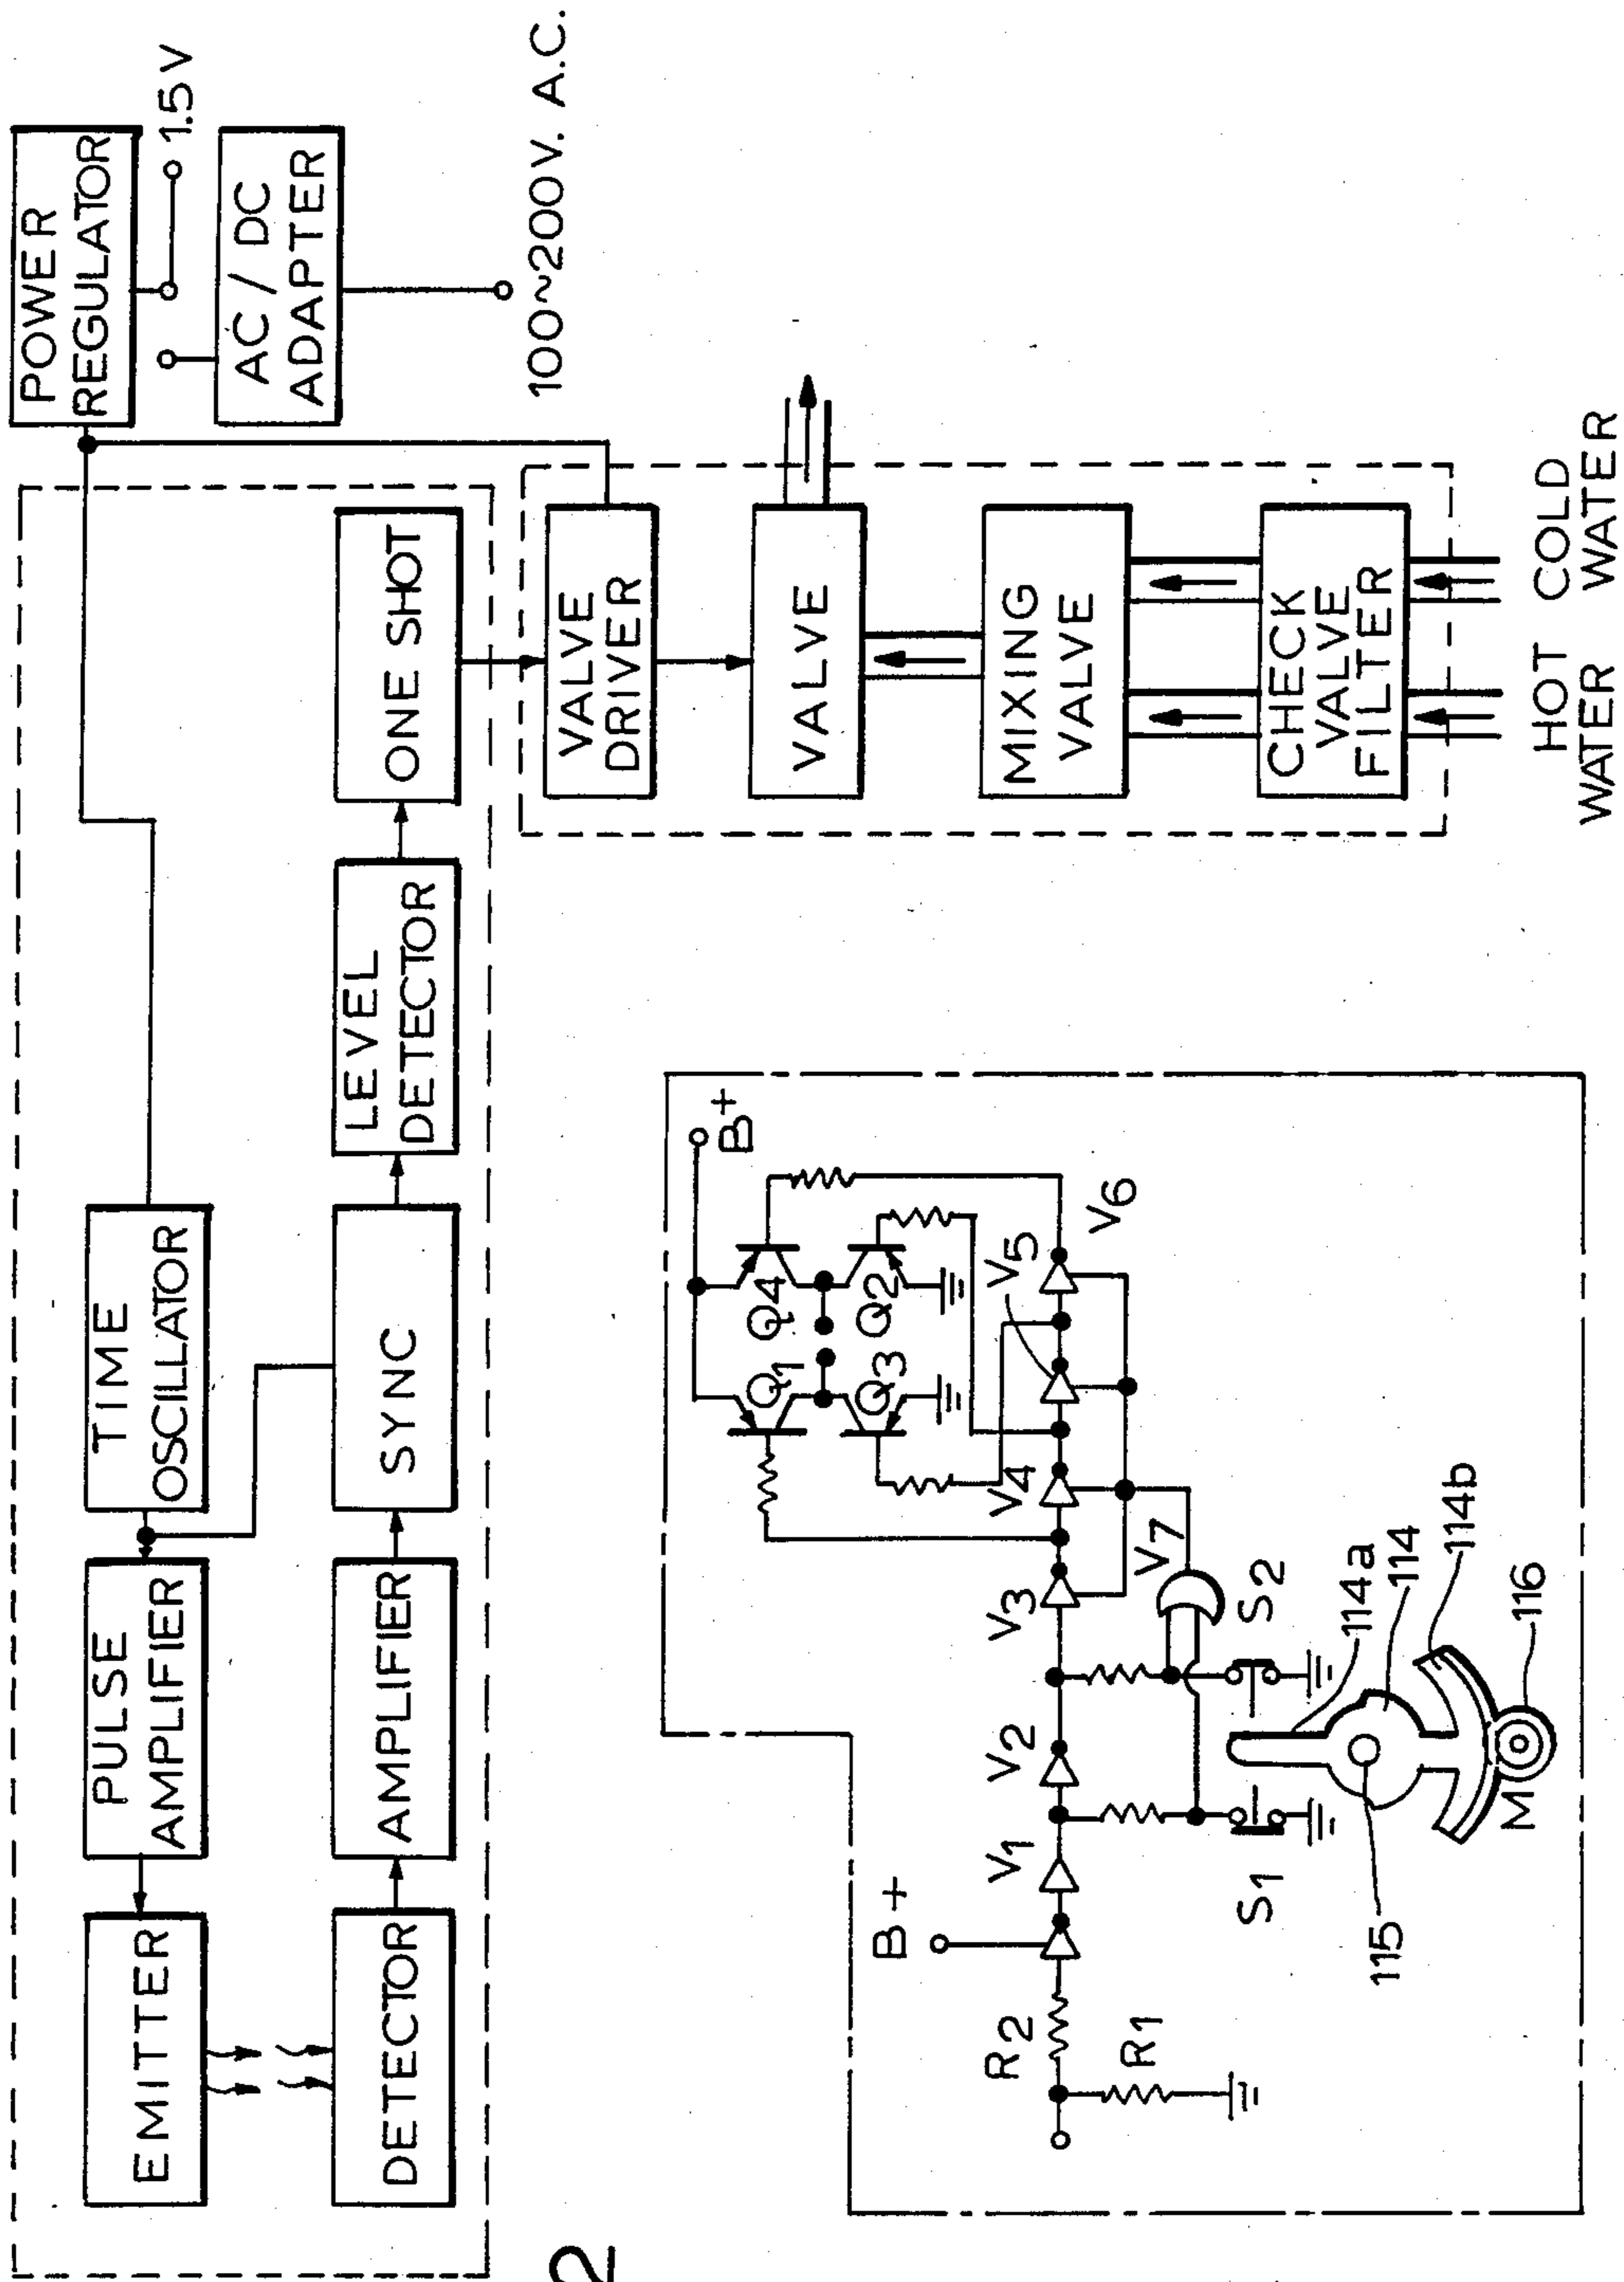 POWER
REGULATOR
1.5 V
AC / DC
ADAPTER
100~200V. A.C.
TIME
OSCILLATOR
PULSE
AMPLIFIER
EMITTER
DETECTOR
AMPLIFIER
SYNC
LEVEL
DETECTOR
ONE SHOT
VALVE
DRIVER
VALVE
MIXING
VALVE
CHECK
VALVE
FILTER
HOT
WATER
COLD
WATER
2
B+
Q1
Q4
Q3
Q2
B+
R2
R1
V1
V2
V3
V4
V5
V6
V7
S1
S2
114a
114
114b
115
M
116